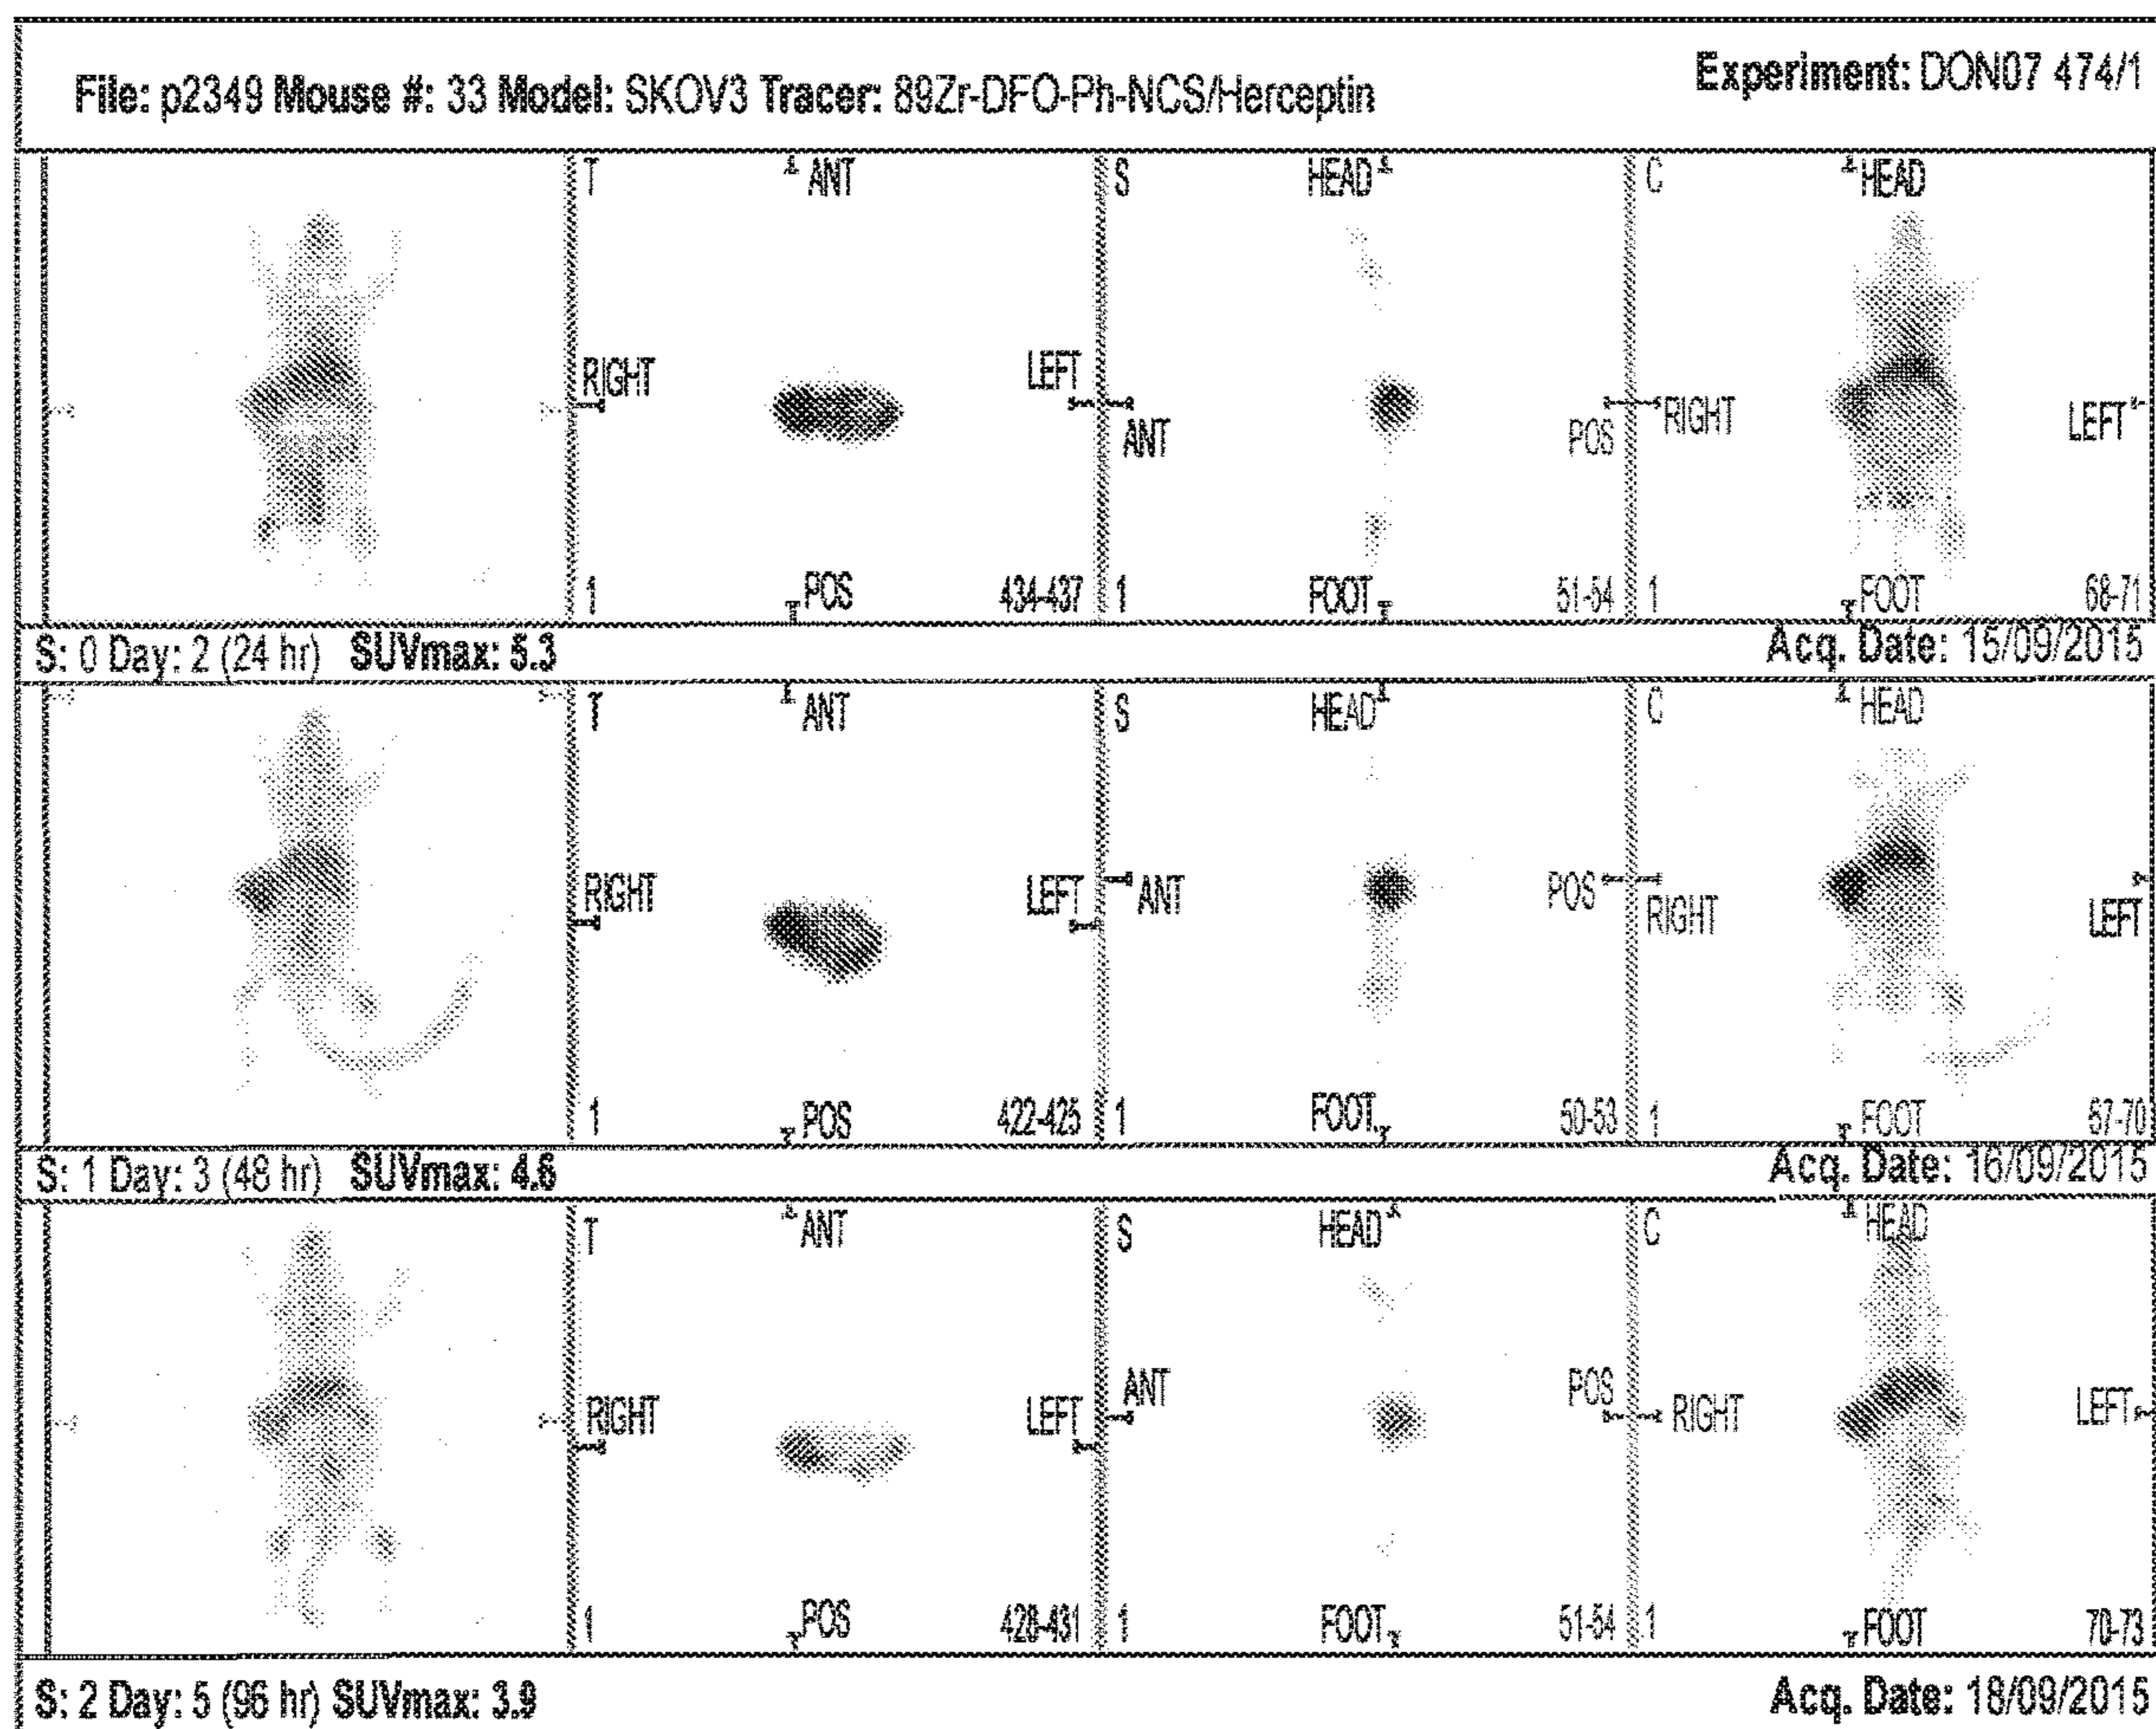 File: p2349 Mouse #: 33 Model: SKOV3 Tracer: 89Zr-DFO-Ph-NCS/Herceptin
Experiment: DON07 474/1
T
ANT
S
HEAD
C
HEAD
RIGHT
LEFT
ANT
POS
RIGHT
LEFT
1
POS
434-437
1
FOOT
51-54
1
FOOT
68-71
S: 0 Day: 2 (24 hr) SUVmax: 5.3
Acq. Date: 15/09/2015
T
ANT
S
HEAD
C
HEAD
RIGHT
LEFT
ANT
POS
RIGHT
LEFT
1
POS
422-425
1
FOOT
50-53
1
FOOT
67-70
S: 1 Day: 3 (48 hr) SUVmax: 4.6
Acq. Date: 16/09/2015
T
ANT
S
HEAD
C
HEAD
RIGHT
LEFT
ANT
POS
RIGHT
LEFT
1
POS
428-431
1
FOOT
51-54
1
FOOT
70-73
S: 2 Day: 5 (96 hr) SUVmax: 3.9
Acq. Date: 18/09/2015